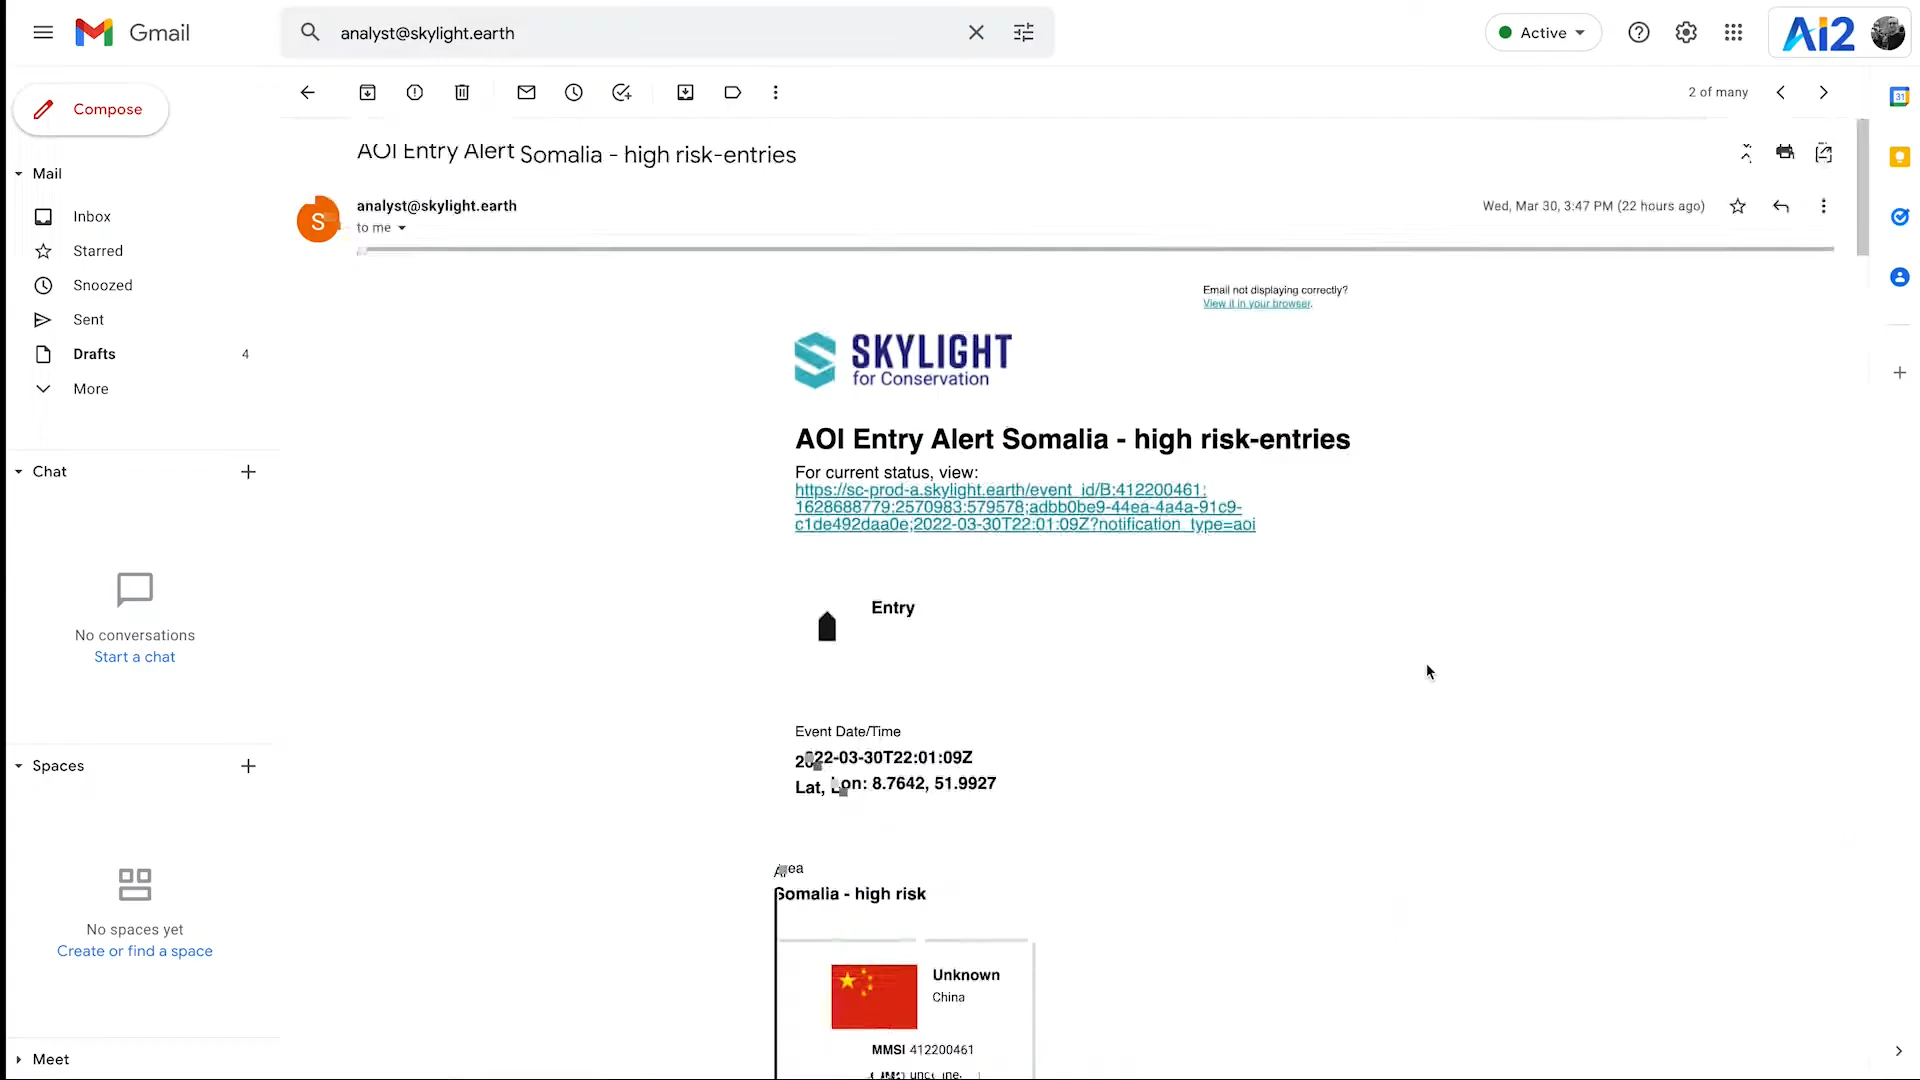 Gmail
analyst@skylight.earth
Active
Ai2
Compose
2 of many
31
Mail
AOI Entry Alert Somalia - high risk-entries
Inbox
S
analyst@skylight.earth
Wed, Mar 30, 3:47 PM (22 hours ago)
to me
Starred
Snoozed
Email not displaying correctly?
View it in your browser.
Sent
SKYLIGHT
for Conservation
Drafts 4
More
AOI Entry Alert Somalia - high risk-entries
For current status, view:
https://sc-prod-a.skylight.earth/event_id/B:412200461:
1628688779:2570983:579578;adbb0be9-44ea-4a4a-91c9-
c1de492daa0e;2022-03-30T22:01:09Z?notification_type=aoi
Chat
Entry
No conversations
Start a chat
Event Date/Time
2022-03-30T22:01:09Z
Lat, Lon: 8.7642, 51.9927
Spaces
Area
Somalia - high risk
No spaces yet
Create or find a space
Unknown
China
MMSI 412200461
Meet